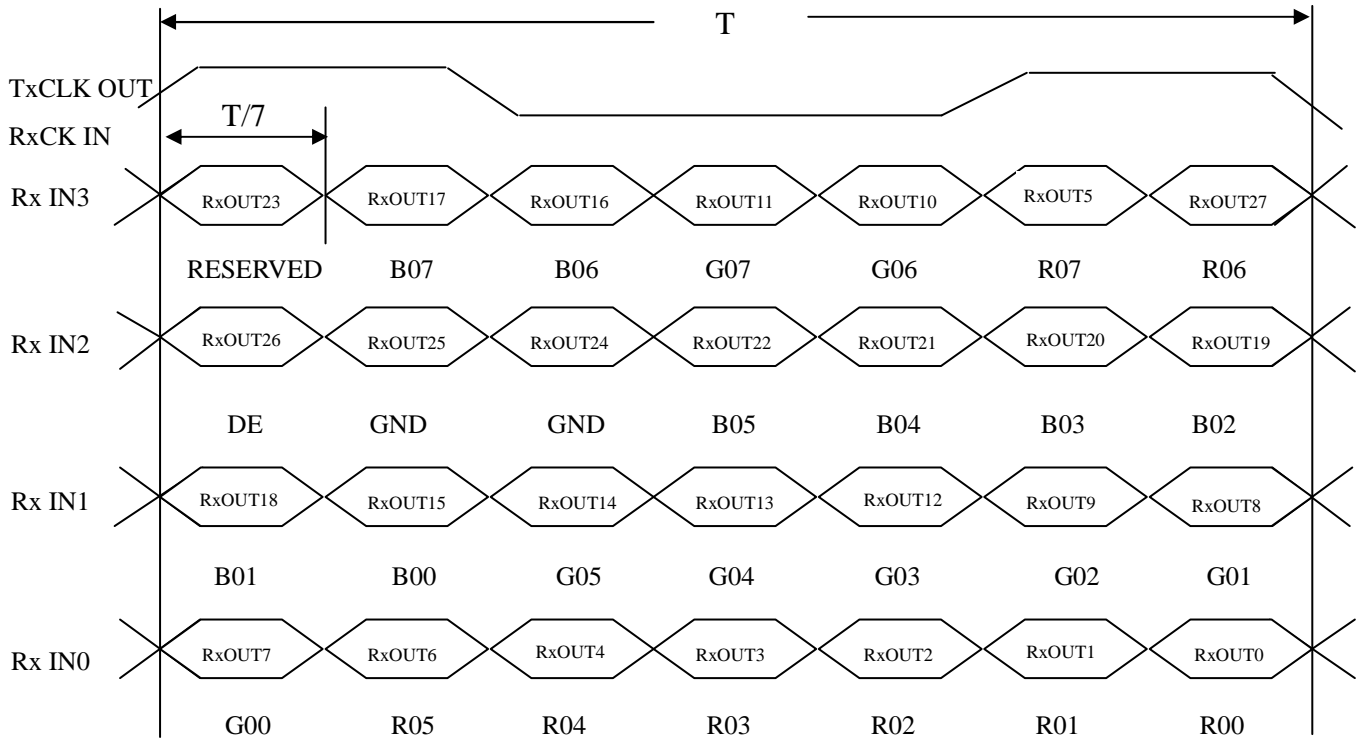 T
TxCLK OUT
T/7
RxCK IN
Rx IN3 RxOUT23 RxOUT17 RxOUT16 RxOUT11 RxOUT10 RxOUT5 RxOUT27
RESERVED B07 B06 G07 G06 R07 R06
Rx IN2 RxOUT26 RxOUT25 RxOUT24 RxOUT22 RxOUT21 RxOUT20 RxOUT19
DE GND GND B05 B04 B03 B02
Rx IN1 RxOUT18 RxOUT15 RxOUT14 RxOUT13 RxOUT12 RxOUT9 RxOUT8
B01 B00 G05 G04 G03 G02 G01
Rx IN0 RxOUT7 RxOUT6 RxOUT4 RxOUT3 RxOUT2 RxOUT1 RxOUT0
G00 R05 R04 R03 R02 R01 R00